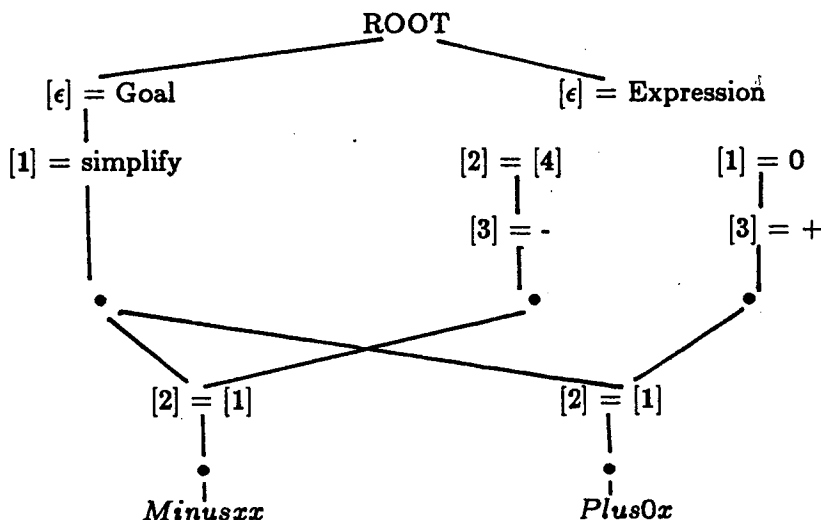 ROOT
[ϵ] = Goal [ϵ] = Expression
[1] = simplify [2] = [4] [1] = 0
[3] = - [3] = +
[2] = [1] [2] = [1]
Minusxx Plus0x